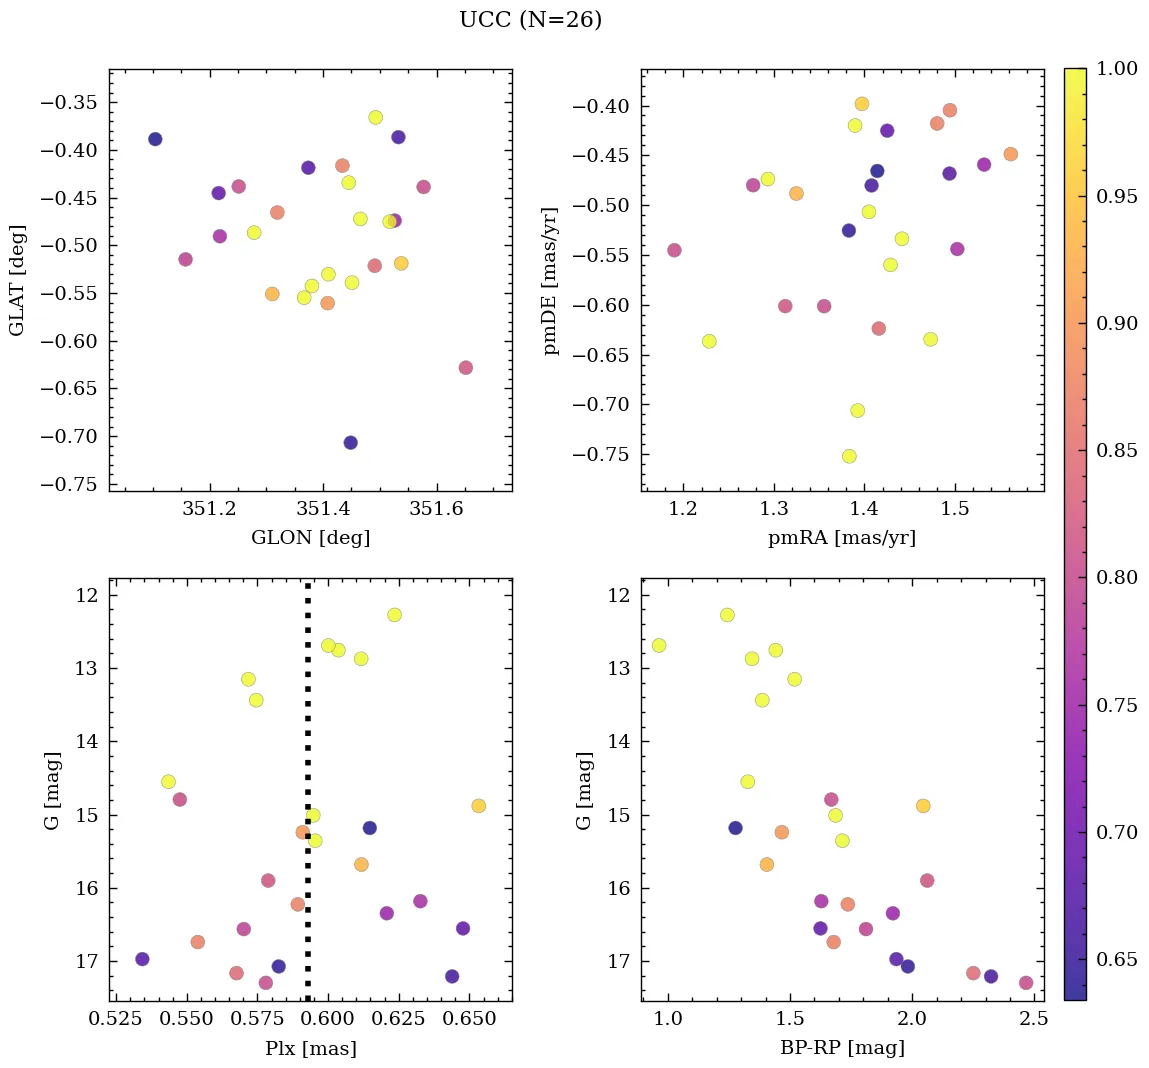 UCC (N=26)
−0.35
−0.40
−0.45
−0.50
−0.55
−0.60
−0.65
−0.70
−0.75
GLAT [deg]
351.2 351.4 351.6
GLON [deg]
−0.40
−0.45
−0.50
−0.55
−0.60
−0.65
−0.70
−0.75
pmDE [mas/yr]
1.2 1.3 1.4 1.5
pmRA [mas/yr]
12
13
14
15
16
17
G [mag]
0.525 0.550 0.575 0.600 0.625 0.650
Plx [mas]
12
13
14
15
16
17
G [mag]
1.0 1.5 2.0 2.5
BP-RP [mag]
1.00
0.95
0.90
0.85
0.80
0.75
0.70
0.65